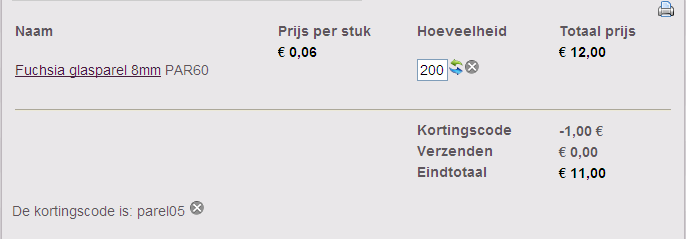 Naam Prijs per stuk Hoeveelheid Totaal prijs
€ 0,06 € 12,00
Fuchsia glasparel 8mm PAR60 200
Kortingscode -1,00 €
Verzenden € 0,00
Eindtotaal € 11,00
De kortingscode is: parel05